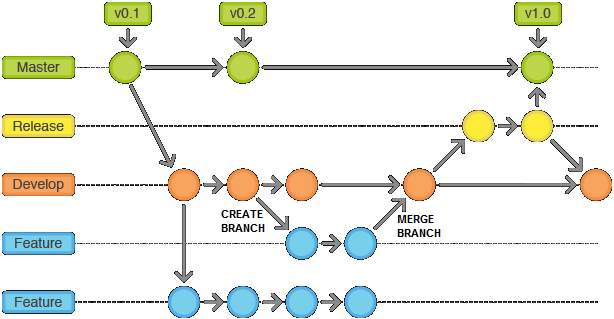 v0.1
v0.2
v1.0
Master
Release
Develop
CREATE
BRANCH
MERGE
BRANCH
Feature
Feature